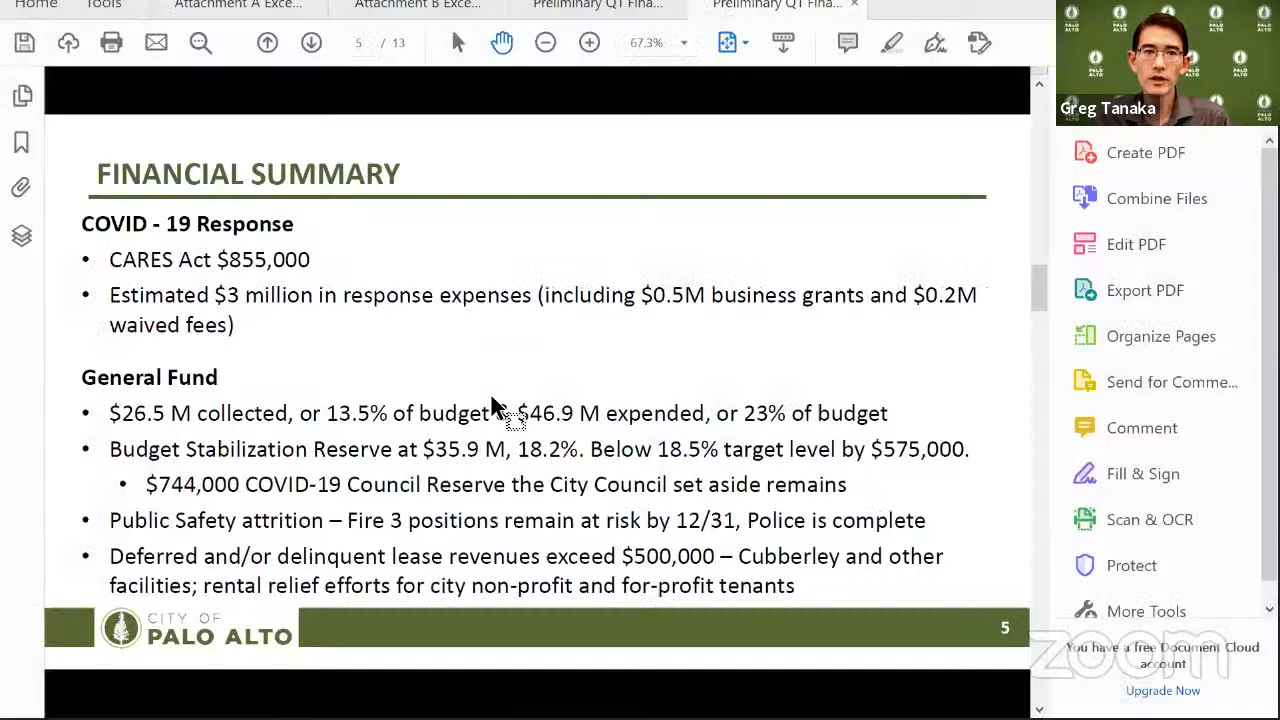 Home
Tools
Attachment A Exce...
Attachment B Exce...
Preliminary Q1 Fina...
Preliminary Q1 Fina...
5 / 13
67.3%
Greg Tanaka
FINANCIAL SUMMARY
COVID - 19 Response
• CARES Act $855,000
• Estimated $3 million in response expenses (including $0.5M business grants and $0.2M
waived fees)
General Fund
• $26.5 M collected, or 13.5% of budget $46.9 M expended, or 23% of budget
• Budget Stabilization Reserve at $35.9 M, 18.2%. Below 18.5% target level by $575,000.
• $744,000 COVID-19 Council Reserve the City Council set aside remains
• Public Safety attrition – Fire 3 positions remain at risk by 12/31, Police is complete
• Deferred and/or delinquent lease revenues exceed $500,000 – Cubberley and other
facilities; rental relief efforts for city non-profit and for-profit tenants
CITY OF
PALO ALTO
5
Create PDF
Combine Files
Edit PDF
Export PDF
Organize Pages
Send for Comme...
Comment
Fill & Sign
Scan & OCR
Protect
More Tools
zoom
You have a free Document Cloud
account
Upgrade Now